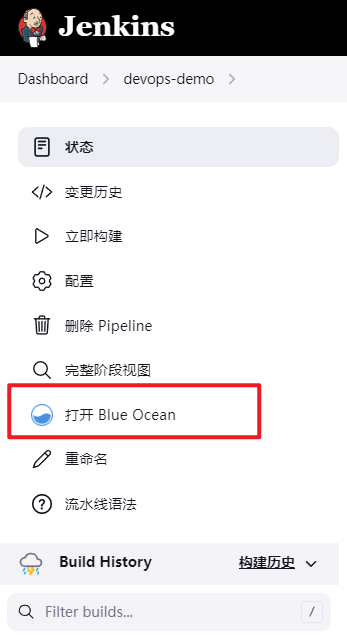 Jenkins
Dashboard devops-demo
状态
变更历史
立即构建
配置
删除 Pipeline
完整阶段视图
打开 Blue Ocean
重命名
流水线语法
Build History 构建历史
Filter builds... /